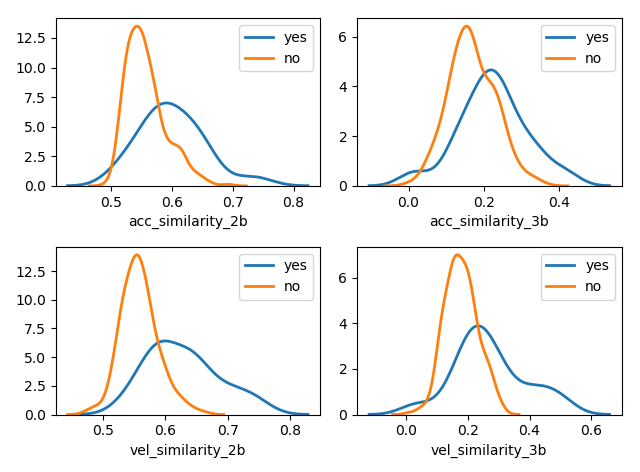 12.5
10.0
7.5
5.0
2.5
0.0
0.5
0.6
0.7
0.8
yes
no
acc_similarity_2b
6
4
2
0
0.0
0.2
0.4
yes
no
acc_similarity_3b
12.5
10.0
7.5
5.0
2.5
0.0
0.5
0.6
0.7
0.8
yes
no
vel_similarity_2b
6
4
2
0
0.0
0.2
0.4
0.6
yes
no
vel_similarity_3b